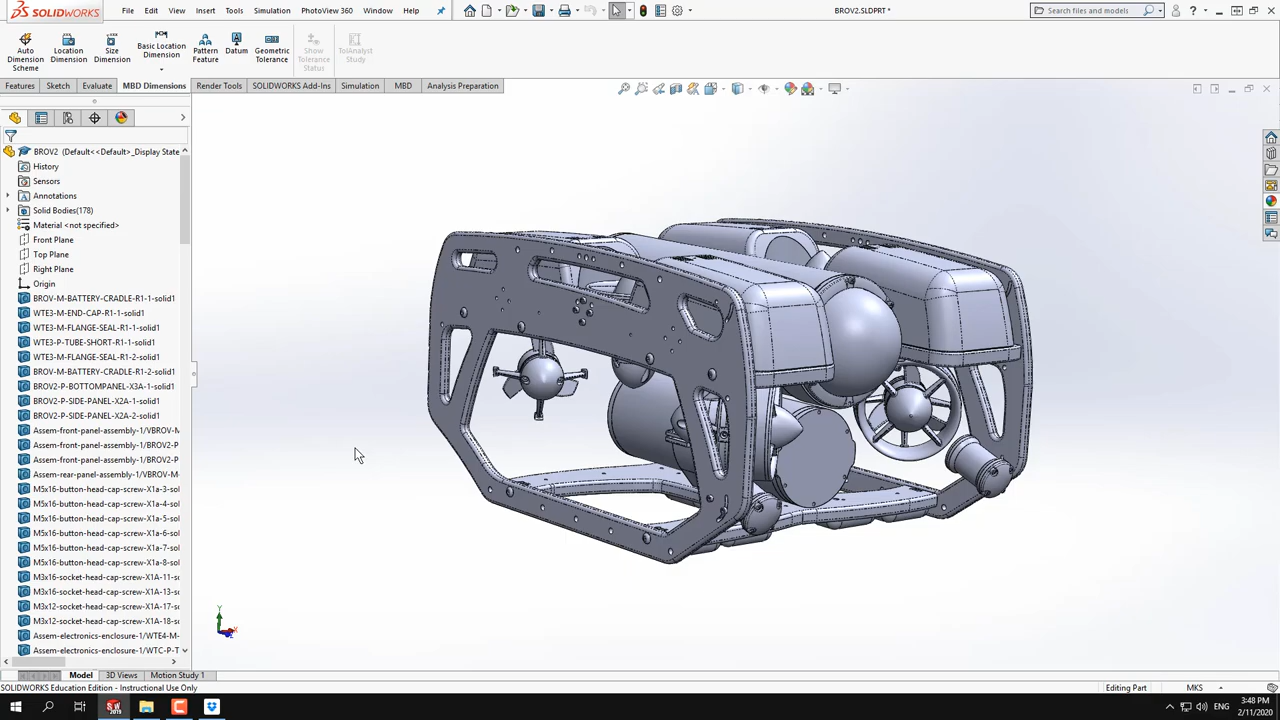 SOLIDWORKS
File Edit View Insert Tools Simulation PhotoView 360 Window Help
BROV2.SLDPRT *
Search files and models
Auto Dimension Scheme
Location Dimension
Size Dimension
Basic Location Dimension
Pattern Feature
Datum
Geometric Tolerance
Show Tolerance Status
TolAnalyst Study
Features Sketch Evaluate MBD Dimensions Render Tools SOLIDWORKS Add-Ins Simulation MBD Analysis Preparation
BROV2 (Default<<Default>_Display State
History
Sensors
Annotations
Solid Bodies(178)
Material <not specified>
Front Plane
Top Plane
Right Plane
Origin
BROV-M-BATTERY-CRADLE-R1-1-solid1
WTE3-M-END-CAP-R1-1-solid1
WTE3-M-FLANGE-SEAL-R1-1-solid1
WTE3-P-TUBE-SHORT-R1-1-solid1
WTE3-M-FLANGE-SEAL-R1-2-solid1
BROV-M-BATTERY-CRADLE-R1-2-solid1
BROV2-P-BOTTOMPANEL-X3A-1-solid1
BROV2-P-SIDE-PANEL-X2A-1-solid1
BROV2-P-SIDE-PANEL-X2A-2-solid1
Assem-front-panel-assembly-1/VBROV-M
Assem-front-panel-assembly-1/BROV2-P
Assem-front-panel-assembly-1/BROV2-P
Assem-rear-panel-assembly-1/VBROV-M-
M5x16-button-head-cap-screw-X1a-3-sol
M5x16-button-head-cap-screw-X1a-4-sol
M5x16-button-head-cap-screw-X1a-5-sol
M5x16-button-head-cap-screw-X1a-6-sol
M5x16-button-head-cap-screw-X1a-7-sol
M5x16-button-head-cap-screw-X1a-8-sol
M3x16-socket-head-cap-screw-X1A-11-sc
M3x16-socket-head-cap-screw-X1A-13-sc
M3x12-socket-head-cap-screw-X1A-17-sc
M3x12-socket-head-cap-screw-X1A-18-sc
Assem-electronics-enclosure-1/WTE4-M-
Assem-electronics-enclosure-1/WTC-P-T
Y
X
Z
Model 3D Views Motion Study 1
SOLIDWORKS Education Edition - Instructional Use Only
Editing Part MKS
SW 2019
ENG
3:48 PM
2/11/2020